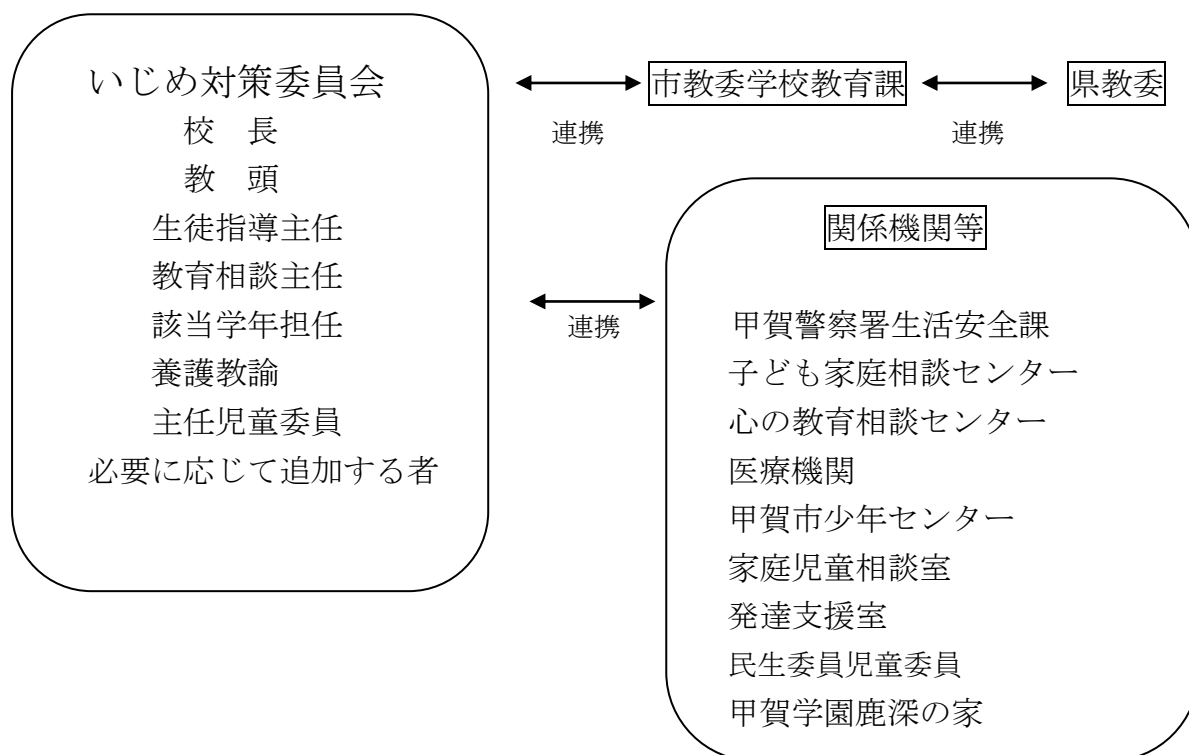 いじめ対策委員会
校　長
教　頭
生徒指導主任
教育相談主任
該当学年担任
養護教諭
主任児童委員
必要に応じて追加する者
市教委学校教育課
県教委
連携
連携
連携
関係機関等
甲賀警察署生活安全課
子ども家庭相談センター
心の教育相談センター
医療機関
甲賀市少年センター
家庭児童相談室
発達支援室
民生委員児童委員
甲賀学園鹿深の家